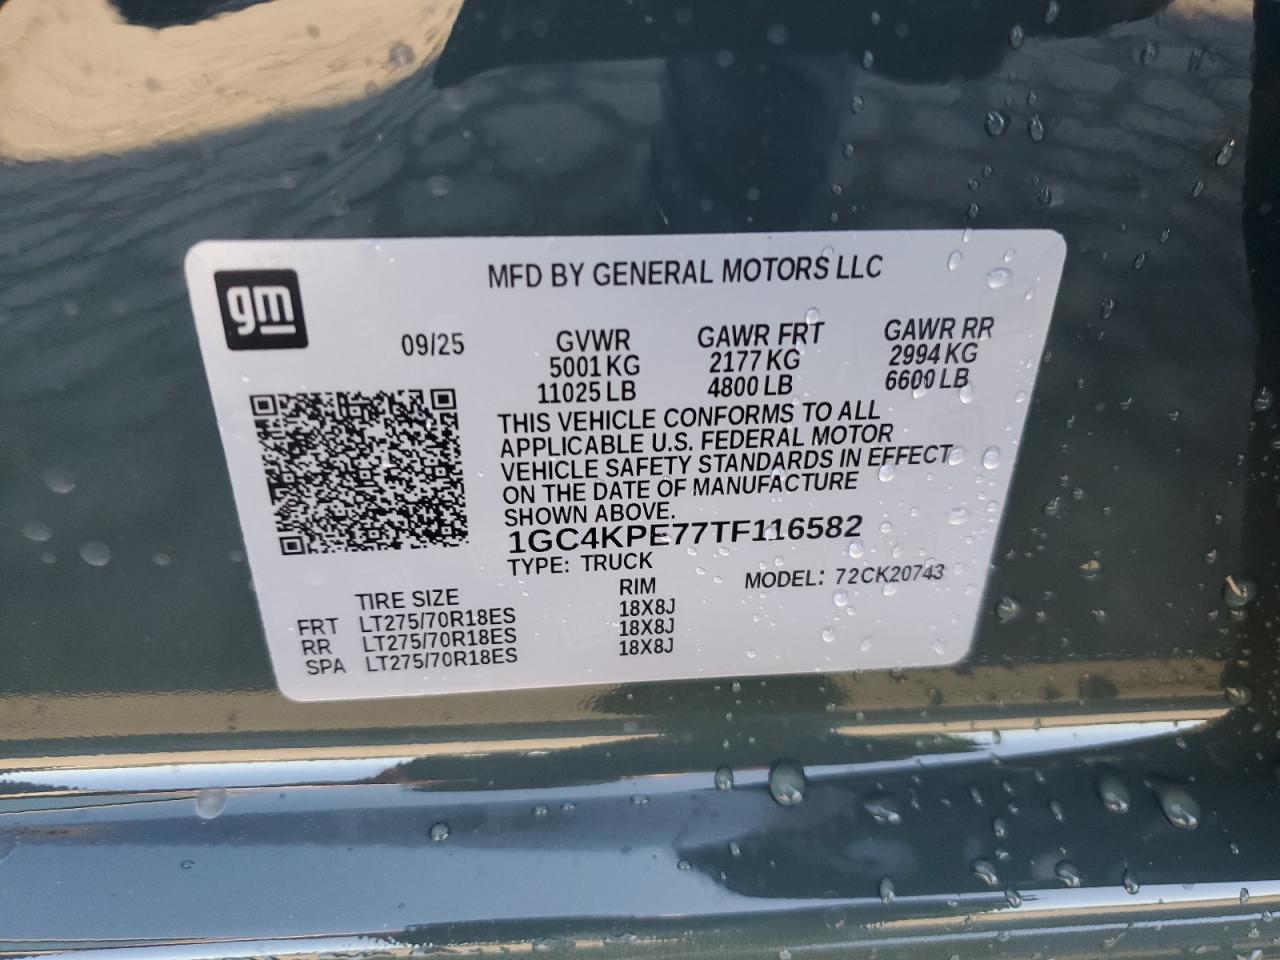 gm
MFD BY GENERAL MOTORS LLC
09/25 GVWR GAWR FRT GAWR RR
5001 KG 2177 KG 2994 KG
11025 LB 4800 LB 6600 LB
THIS VEHICLE CONFORMS TO ALL
APPLICABLE U.S. FEDERAL MOTOR
VEHICLE SAFETY STANDARDS IN EFFECT
ON THE DATE OF MANUFACTURE
SHOWN ABOVE.
1GC4KPE77TF116582
TYPE: TRUCK MODEL: 72CK20743
TIRE SIZE RIM
FRT LT275/70R18ES 18X8J
RR LT275/70R18ES 18X8J
SPA LT275/70R18ES 18X8J